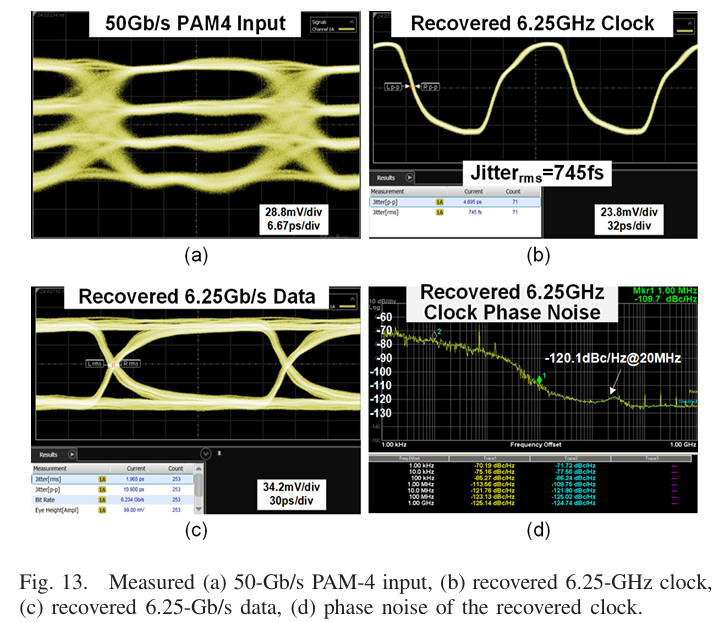 50Gb/s PAM4 Input
Signals
Channel 1A
28.8mV/div
6.67ps/div
(a)
Recovered 6.25GHz Clock
L p-p
R p-p
Jitterrms=745fs
Results
Measurement Current Count
Jitter[p-p] 1A 4.695 ps 71
Jitter[rms] 1A 745 fs 71
23.8mV/div
32ps/div
(b)
Recovered 6.25Gb/s Data
L rms
R rms
Results
Measurement Current Count
Jitter[rms] 1A 1.965 ps 253
Jitter[p-p] 1A 10.900 ps 253
Bit Rate 1A 6.234 Gb/s 253
Eye Height[Ampl] 1A 99.00 mV 253
34.2mV/div
30ps/div
(c)
Recovered 6.25GHz
Clock Phase Noise
Mkr1 1.00 MHz
-109.7 dBc/Hz
10 dB/div
Log
-60
-70
-80
-90
-100
-110
-120
-130
2
1
-120.1dBc/Hz@20MHz
1.00 kHz Frequency Offset 1.00 GHz
Freq Offset Trace1 Trace2 Trace3
1.00 kHz -70.19 dBc/Hz -71.72 dBc/Hz ---
10.0 kHz -75.16 dBc/Hz -77.56 dBc/Hz ---
100 kHz -85.27 dBc/Hz -86.24 dBc/Hz ---
1.00 MHz -113.56 dBc/Hz -109.75 dBc/Hz ---
10.0 MHz -121.76 dBc/Hz -121.80 dBc/Hz ---
100 MHz -123.13 dBc/Hz -125.02 dBc/Hz ---
1.00 GHz -125.14 dBc/Hz -124.74 dBc/Hz ---
(d)
Fig. 13. Measured (a) 50-Gb/s PAM-4 input, (b) recovered 6.25-GHz clock,
(c) recovered 6.25-Gb/s data, (d) phase noise of the recovered clock.